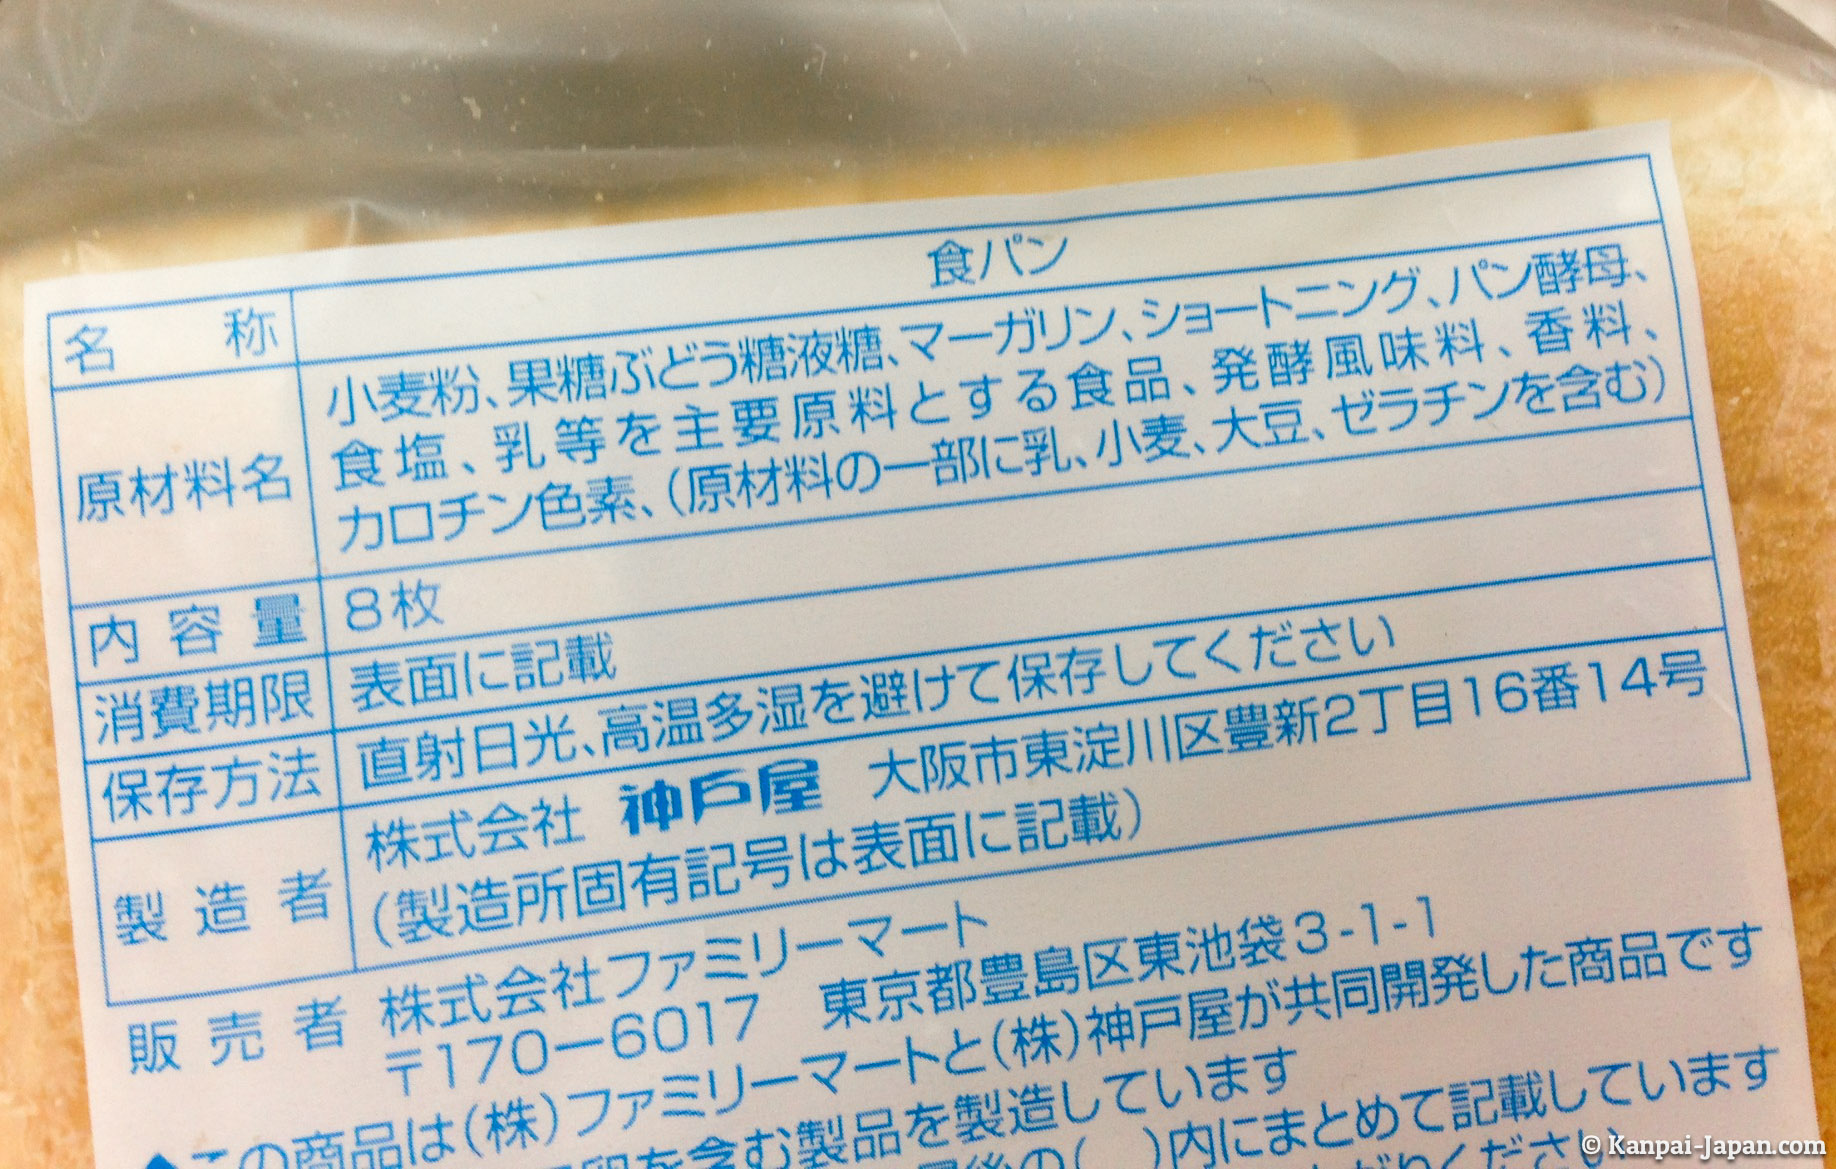 名称 食パン
原材料名 小麦粉、果糖ぶどう糖液糖、マーガリン、ショートニング、パン酵母、
食塩、乳等を主要原料とする食品、発酵風味料、香料、
カロチン色素、(原材料の一部に乳、小麦、大豆、ゼラチンを含む)
内容量 8枚
消費期限 表面に記載
保存方法 直射日光、高温多湿を避けて保存してください
製造者 株式会社 神戸屋 大阪市東淀川区豊新2丁目16番14号
(製造所固有記号は表面に記載)
販売者 株式会社ファミリーマート
〒170-6017 東京都豊島区東池袋3-1-1
◆この商品は(株)ファミリーマートと(株)神戸屋が共同開発した商品です
卵を含む製品を製造しています
最後の( )内にまとめて記載しています
ください
© Kanpai-Japan.com